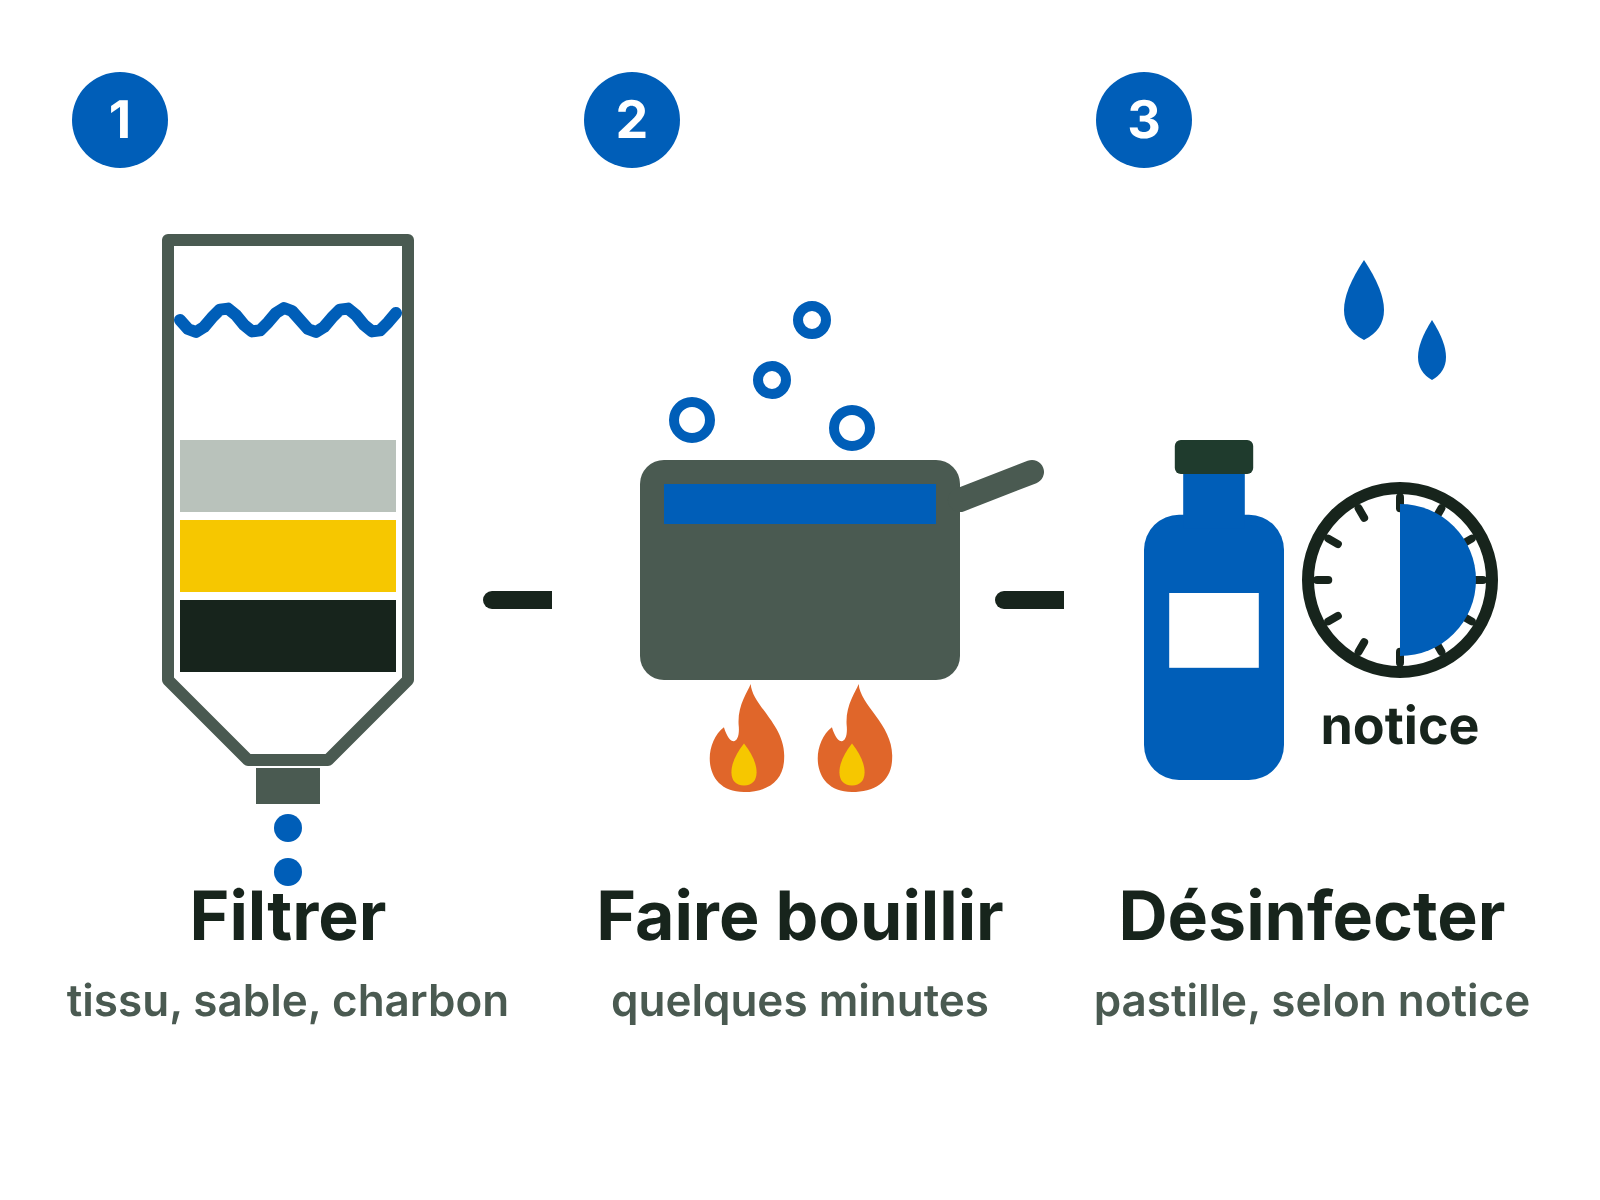 1
2
3
notice
Filtrer
Faire bouillir
Désinfecter
tissu, sable, charbon
quelques minutes
pastille, selon notice